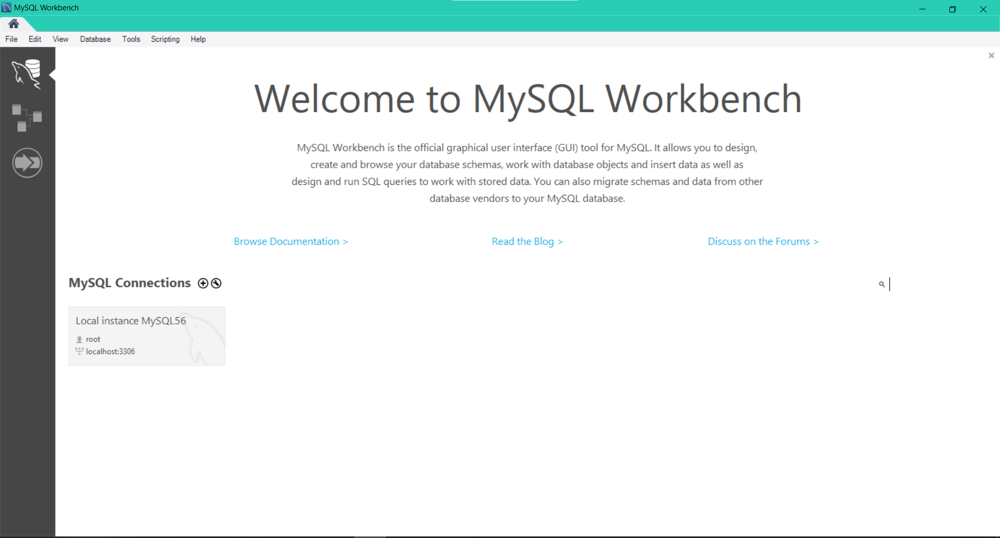 MySQL Workbench
File Edit View Database Tools Scripting Help
Welcome to MySQL Workbench
MySQL Workbench is the official graphical user interface (GUI) tool for MySQL. It allows you to design,
create and browse your database schemas, work with database objects and insert data as well as
design and run SQL queries to work with stored data. You can also migrate schemas and data from other
database vendors to your MySQL database.
Browse Documentation > Read the Blog > Discuss on the Forums >
MySQL Connections
Local instance MySQL56
root
localhost:3306